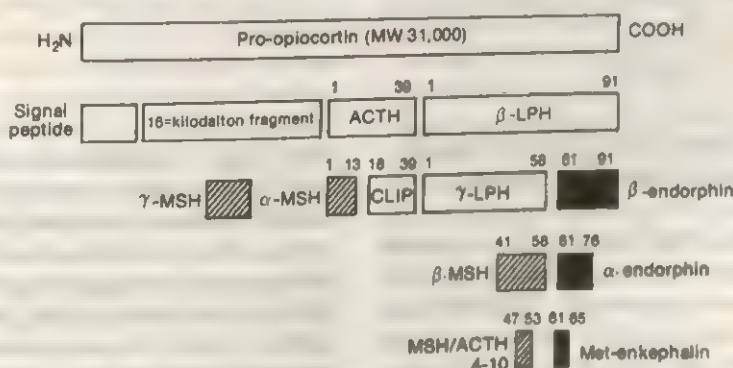 H₂N Pro-opiocortin (MW 31,000) COOH
1 39 1 91
Signal peptide 16=kilodalton fragment ACTH β-LPH
1 13 18 39 1 58 61 91
γ-MSH α-MSH CLIP γ-LPH β-endorphin
41 58 61 76
β-MSH α-endorphin
47 53 61 65
MSH/ACTH 4-10 Met-enkephalin